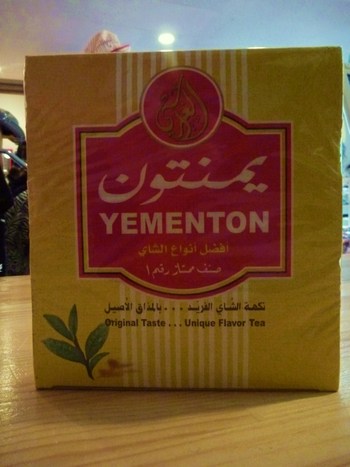 يمنتون
YEMENTON
أفضل أنواع الشاي
صنف ممتاز رقم ١
نكهة الشاي الفريد . . . بالمذاق الأصيل
Original Taste . . . Unique Flavor Tea